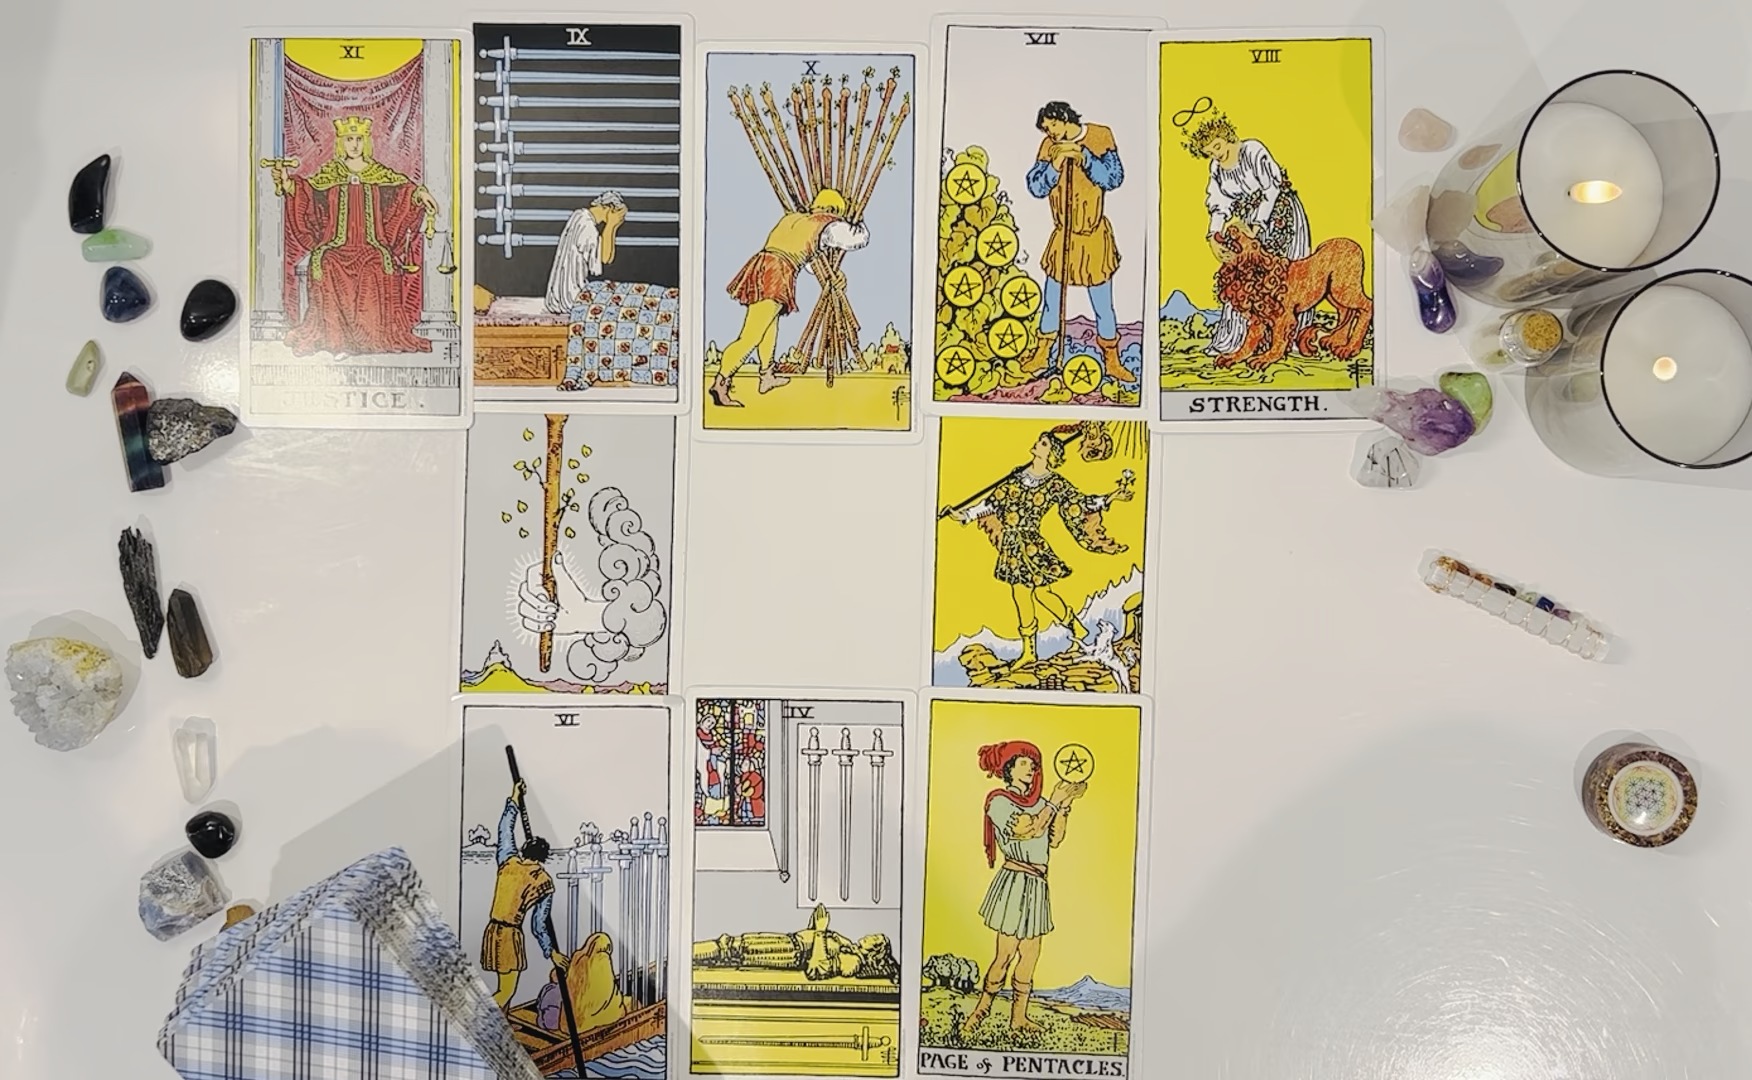 XI
IX
X
VII
VIII
JUSTICE.
STRENGTH.
VI
IV
PAGE of PENTACLES.